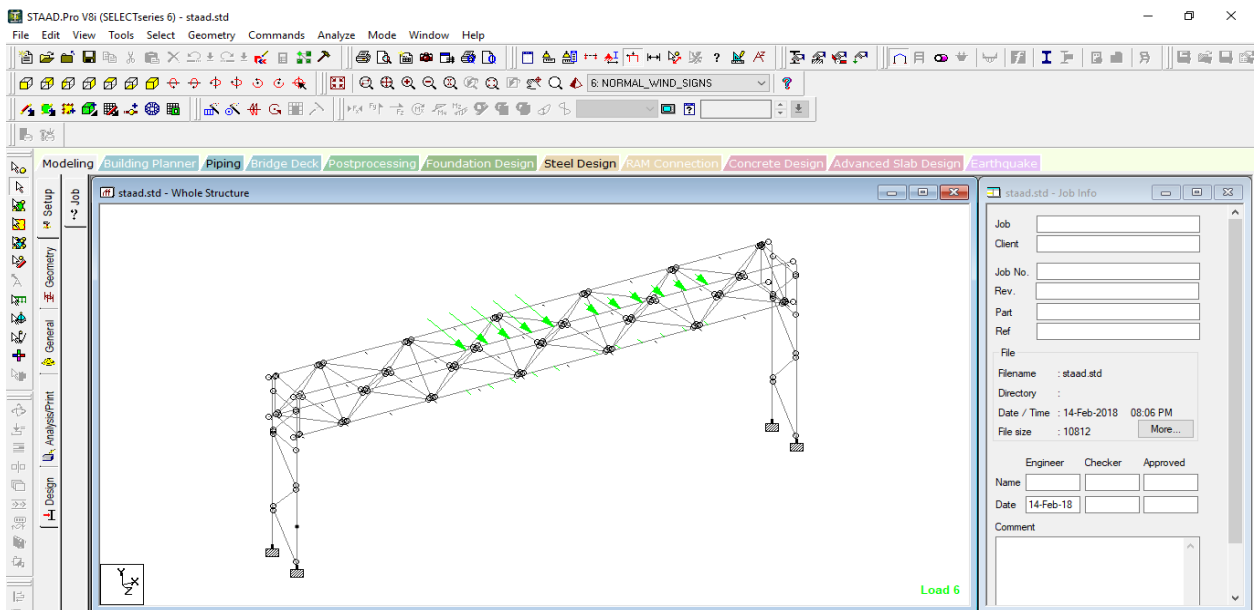 STAAD.Pro V8i (SELECTseries 6) - staad.std
File Edit View Tools Select Geometry Commands Analyze Mode Window Help
6: NORMAL_WIND_SIGNS
Modeling Building Planner Piping Bridge Deck Postprocessing Foundation Design Steel Design RAM Connection Concrete Design Advanced Slab Design Earthquake
Setup
Geometry
General
Analysis/Print
Design
Job
staad.std - Whole Structure
Y
X
Z
Load 6
staad.std - Job Info
Job
Client
Job No.
Rev.
Part
Ref
File
Filename : staad.std
Directory :
Date / Time : 14-Feb-2018 08:06 PM
File size : 10812 More...
Engineer Checker Approved
Name
Date 14-Feb-18
Comment